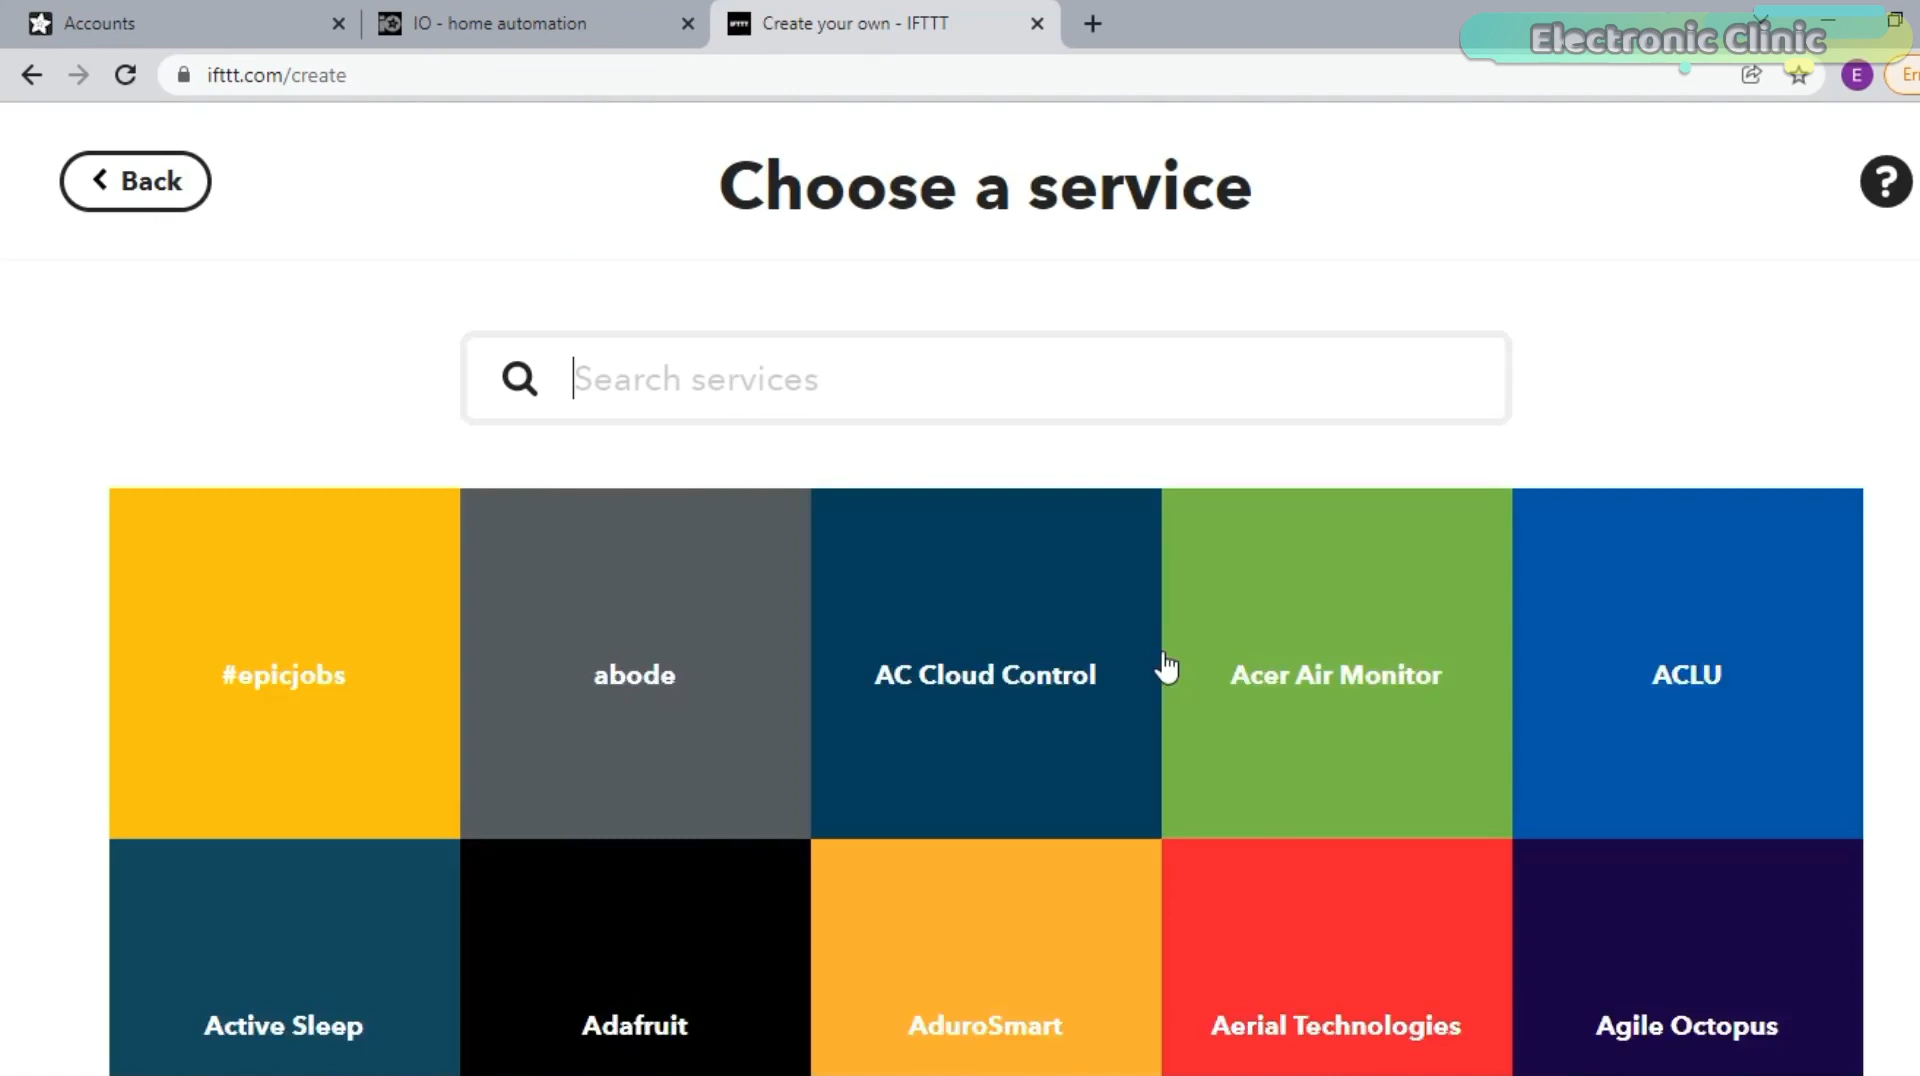 Accounts
IO - home automation
Create your own - IFTTT
Electronic Clinic
ifttt.com/create
E
Back
Choose a service
?
Search services
#epicjobs
abode
AC Cloud Control
Acer Air Monitor
ACLU
Active Sleep
Adafruit
AduroSmart
Aerial Technologies
Agile Octopus